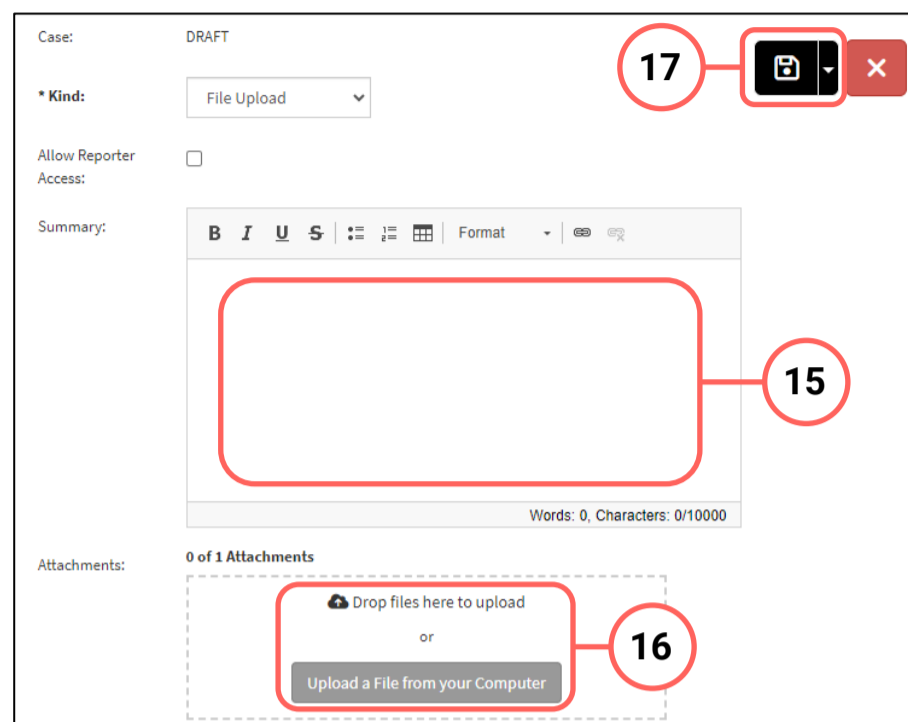 Case: DRAFT
17
* Kind: File Upload
Allow Reporter
Access:
Summary:
B I U S Format
15
Words: 0, Characters: 0/10000
Attachments: 0 of 1 Attachments
Drop files here to upload
or
16
Upload a File from your Computer